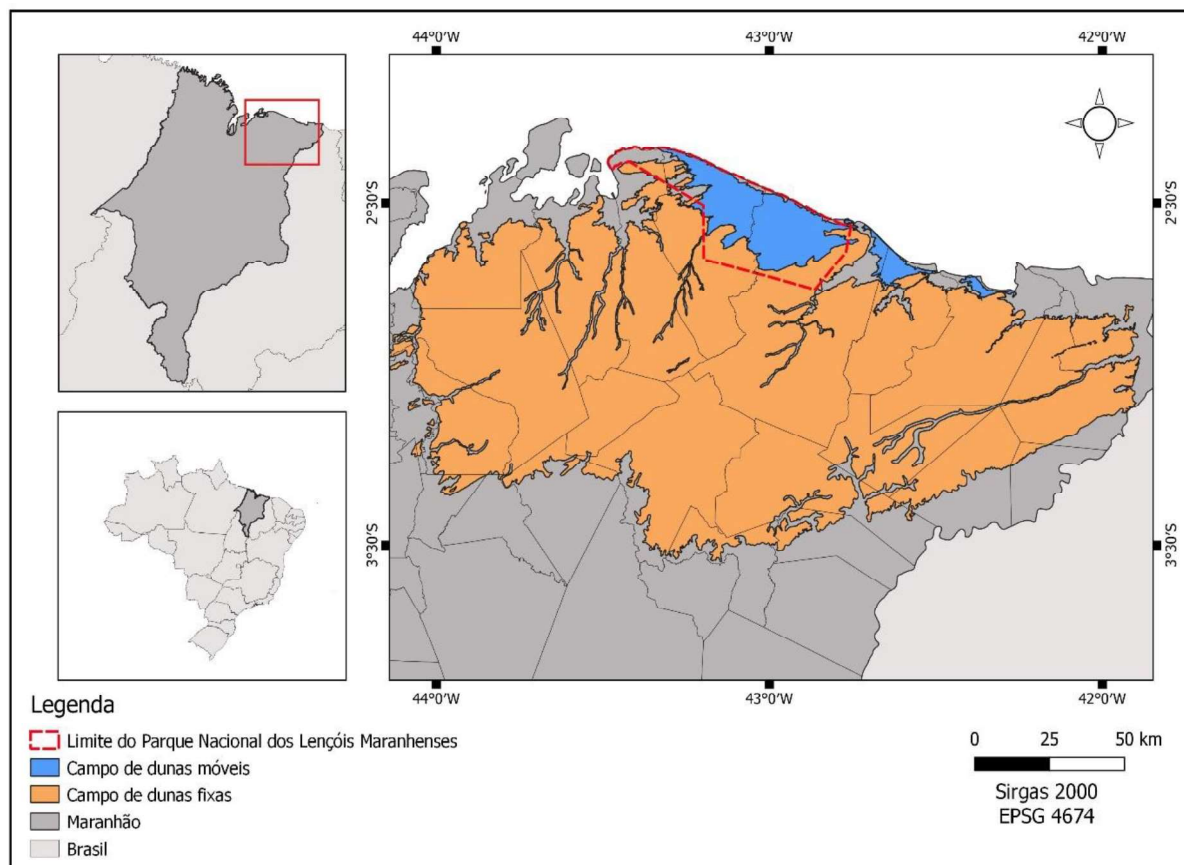 44°0'W 43°0'W 42°0'W
2°30'S 2°30'S
3°30'S 3°30'S
44°0'W 43°0'W 42°0'W
Legenda
Limite do Parque Nacional dos Lençóis Maranhenses
Campo de dunas móveis
Campo de dunas fixas
Maranhão
Brasil
0 25 50 km
Sirgas 2000
EPSG 4674